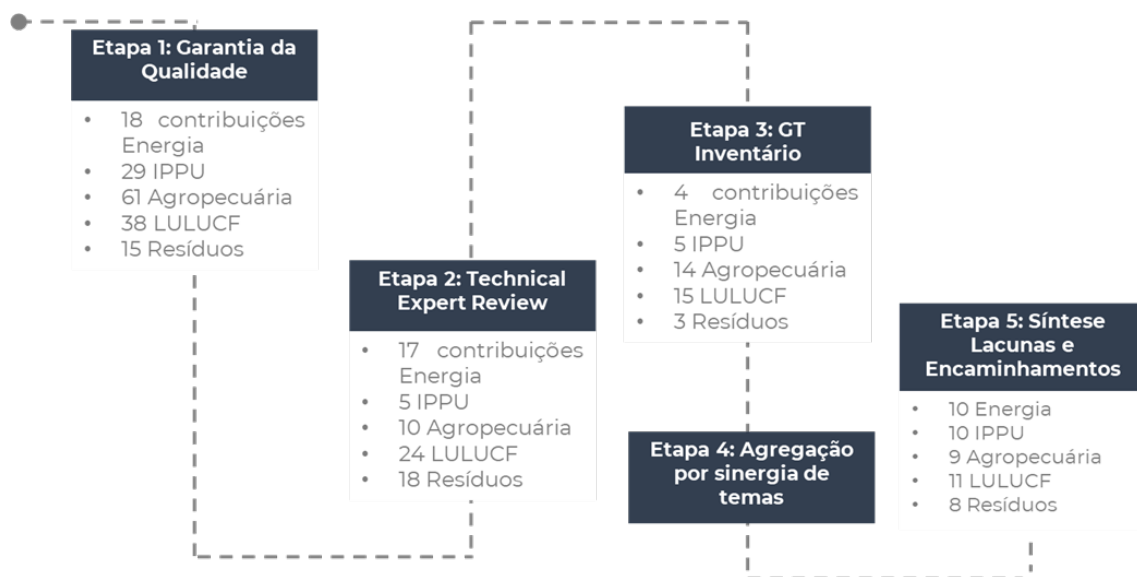 Etapa 1: Garantia da
Qualidade
• 18 contribuições
Energia
• 29 IPPU
• 61 Agropecuária
• 38 LULUCF
• 15 Resíduos
Etapa 2: Technical
Expert Review
• 17 contribuições
Energia
• 5 IPPU
• 10 Agropecuária
• 24 LULUCF
• 18 Resíduos
Etapa 3: GT
Inventário
• 4 contribuições
Energia
• 5 IPPU
• 14 Agropecuária
• 15 LULUCF
• 3 Resíduos
Etapa 4: Agregação
por sinergia de
temas
Etapa 5: Síntese
Lacunas e
Encaminhamentos
• 10 Energia
• 10 IPPU
• 9 Agropecuária
• 11 LULUCF
• 8 Resíduos